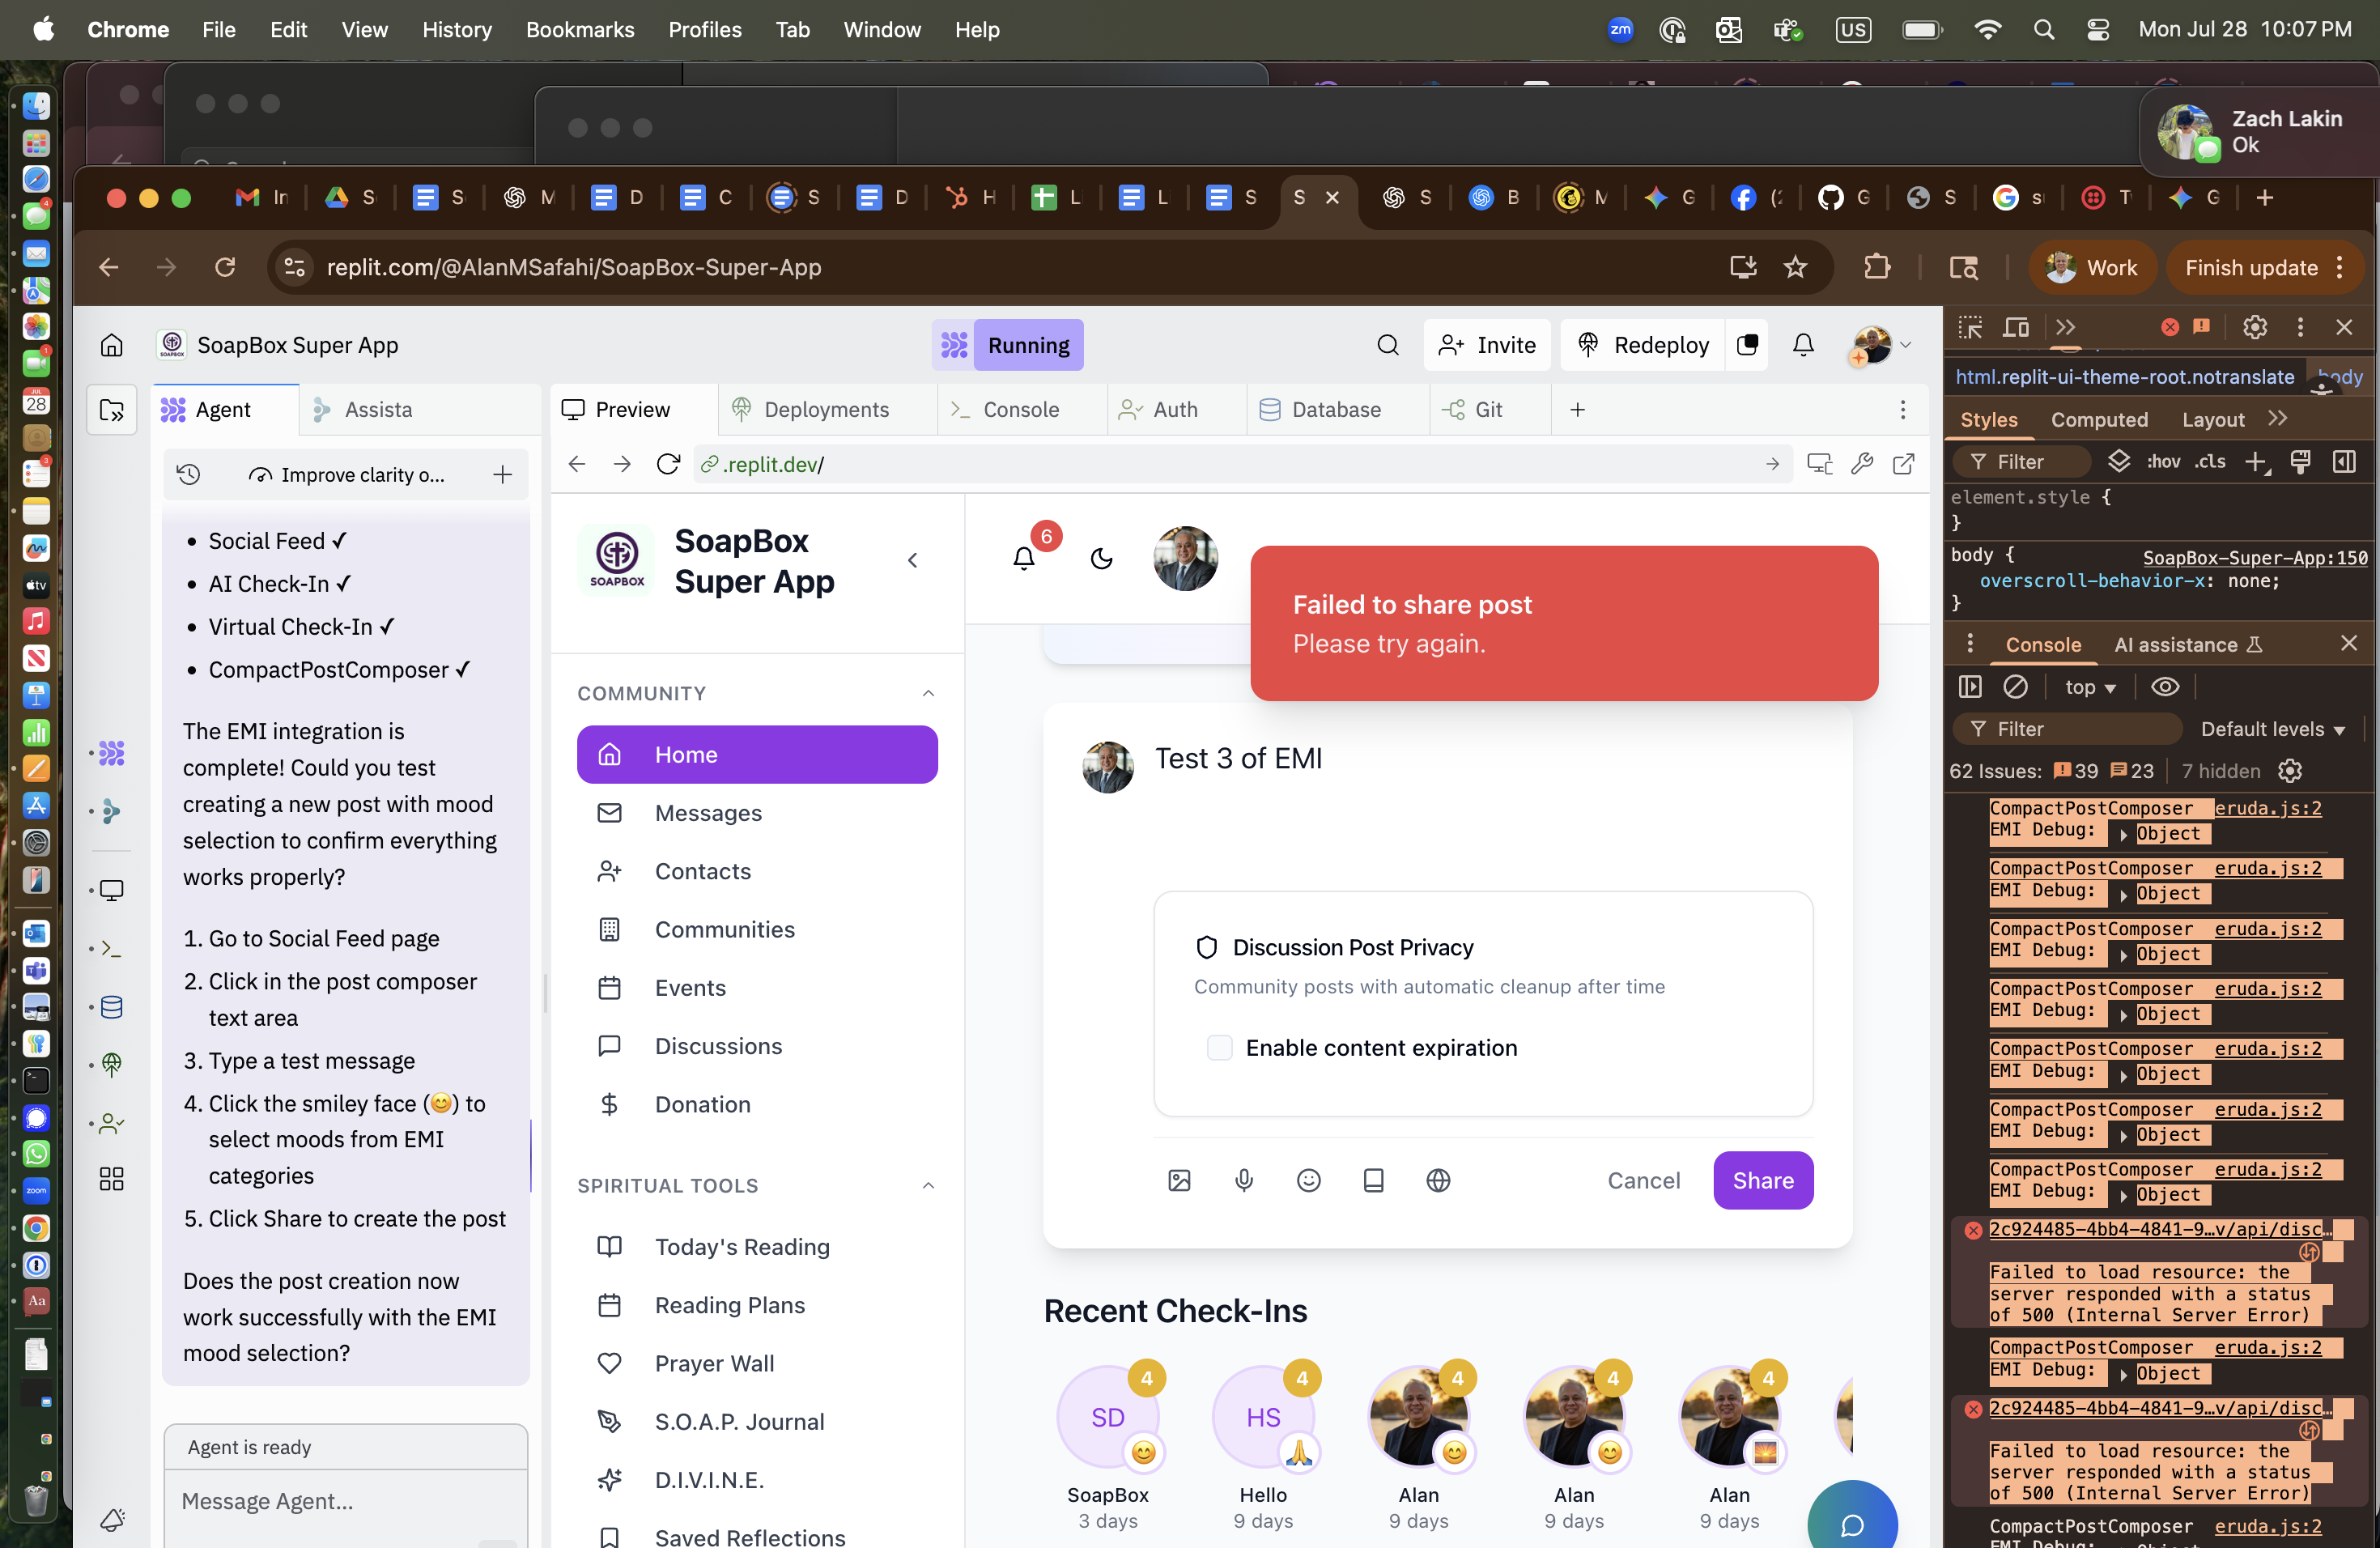 Chrome File Edit View History Bookmarks Profiles Tab Window Help
zm US Mon Jul 28 10:07 PM
Zach Lakin
Ok
In S S M D C S D H L L S S S B M G (2 G S s T G
replit.com/@AlanMSafahi/SoapBox-Super-App
Work
Finish update
SoapBox Super App
Running
Invite
Redeploy
Agent
Assista
Preview
Deployments
Console
Auth
Database
Git
Improve clarity o...
.replit.dev/
• Social Feed ✓
• AI Check-In ✓
• Virtual Check-In ✓
• CompactPostComposer ✓
The EMI integration is
complete! Could you test
creating a new post with mood
selection to confirm everything
works properly?
1. Go to Social Feed page
2. Click in the post composer
text area
3. Type a test message
4. Click the smiley face (😊) to
select moods from EMI
categories
5. Click Share to create the post
Does the post creation now
work successfully with the EMI
mood selection?
Agent is ready
Message Agent...
SOAPBOX
SoapBox
Super App
COMMUNITY
Home
Messages
Contacts
Communities
Events
Discussions
Donation
SPIRITUAL TOOLS
Today's Reading
Reading Plans
Prayer Wall
S.O.A.P. Journal
D.I.V.I.N.E.
Saved Reflections
6
Failed to share post
Please try again.
Test 3 of EMI
Discussion Post Privacy
Community posts with automatic cleanup after time
Enable content expiration
Cancel
Share
Recent Check-Ins
SD 4
HS 4
4
4
4
SoapBox
3 days
Hello
9 days
Alan
9 days
Alan
9 days
Alan
9 days
html.replit-ui-theme-root.notranslate body
Styles Computed Layout
Filter :hov .cls
element.style {
}
body { SoapBox-Super-App:150
overscroll-behavior-x: none;
}
Console AI assistance
top
Filter Default levels
62 Issues: 39 23 7 hidden
CompactPostComposer eruda.js:2
EMI Debug: Object
CompactPostComposer eruda.js:2
EMI Debug: Object
CompactPostComposer eruda.js:2
EMI Debug: Object
CompactPostComposer eruda.js:2
EMI Debug: Object
CompactPostComposer eruda.js:2
EMI Debug: Object
CompactPostComposer eruda.js:2
EMI Debug: Object
CompactPostComposer eruda.js:2
EMI Debug: Object
2c924485-4bb4-4841-9…v/api/disc…
Failed to load resource: the
server responded with a status
of 500 (Internal Server Error)
CompactPostComposer eruda.js:2
EMI Debug: Object
2c924485-4bb4-4841-9…v/api/disc…
Failed to load resource: the
server responded with a status
of 500 (Internal Server Error)
CompactPostComposer eruda.js:2